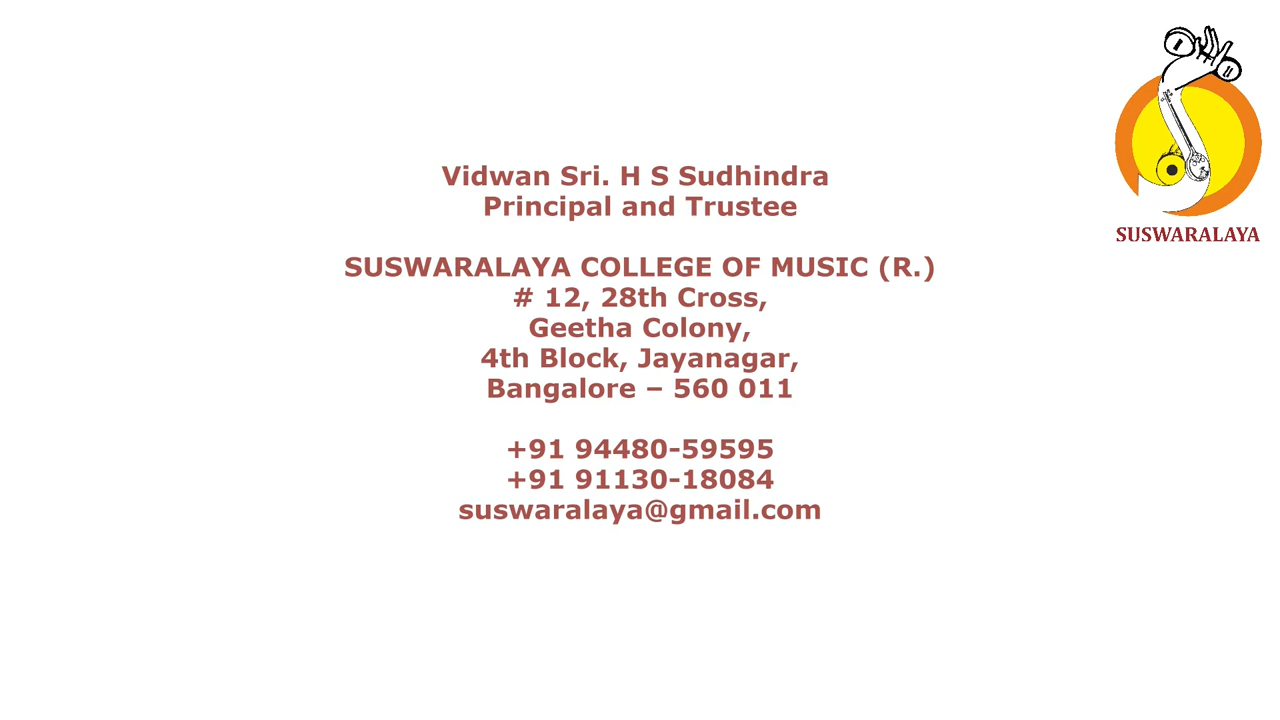 Vidwan Sri. H S Sudhindra
Principal and Trustee
SUSWARALAYA COLLEGE OF MUSIC (R.)
# 12, 28th Cross,
Geetha Colony,
4th Block, Jayanagar,
Bangalore – 560 011
+91 94480-59595
+91 91130-18084
suswaralaya@gmail.com
SUSWARALAYA